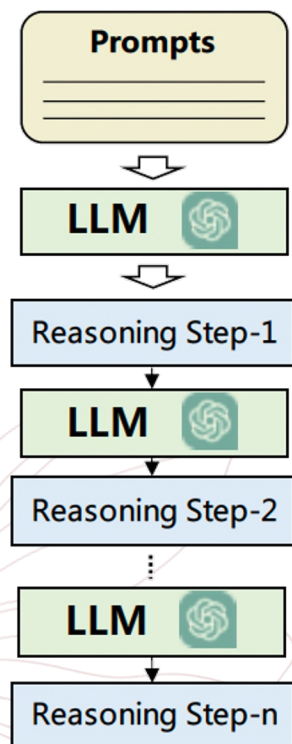 Prompts
LLM
Reasoning Step-1
LLM
Reasoning Step-2
LLM
Reasoning Step-n